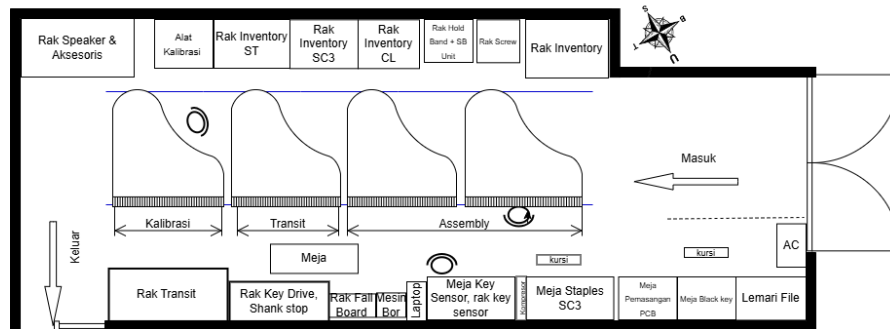 Rak Speaker &
Aksesoris
Alat
Kalibrasi
Rak Inventory
ST
Rak
Inventory
SC3
Rak
Inventory
CL
Rak Hold
Band + SB
Unit
Rak Screw
Rak Inventory
S
B
T
U
Masuk
Kalibrasi
Transit
Assembly
Keluar
Meja
kursi
kursi
AC
Rak Transit
Rak Key Drive,
Shank stop
Rak Fall
Board
Mesin
Bor
Laptop
Meja Key
Sensor, rak key
sensor
Kompresor
Meja Staples
SC3
Meja
Pemasangan
PCB
Meja Black key
Lemari File